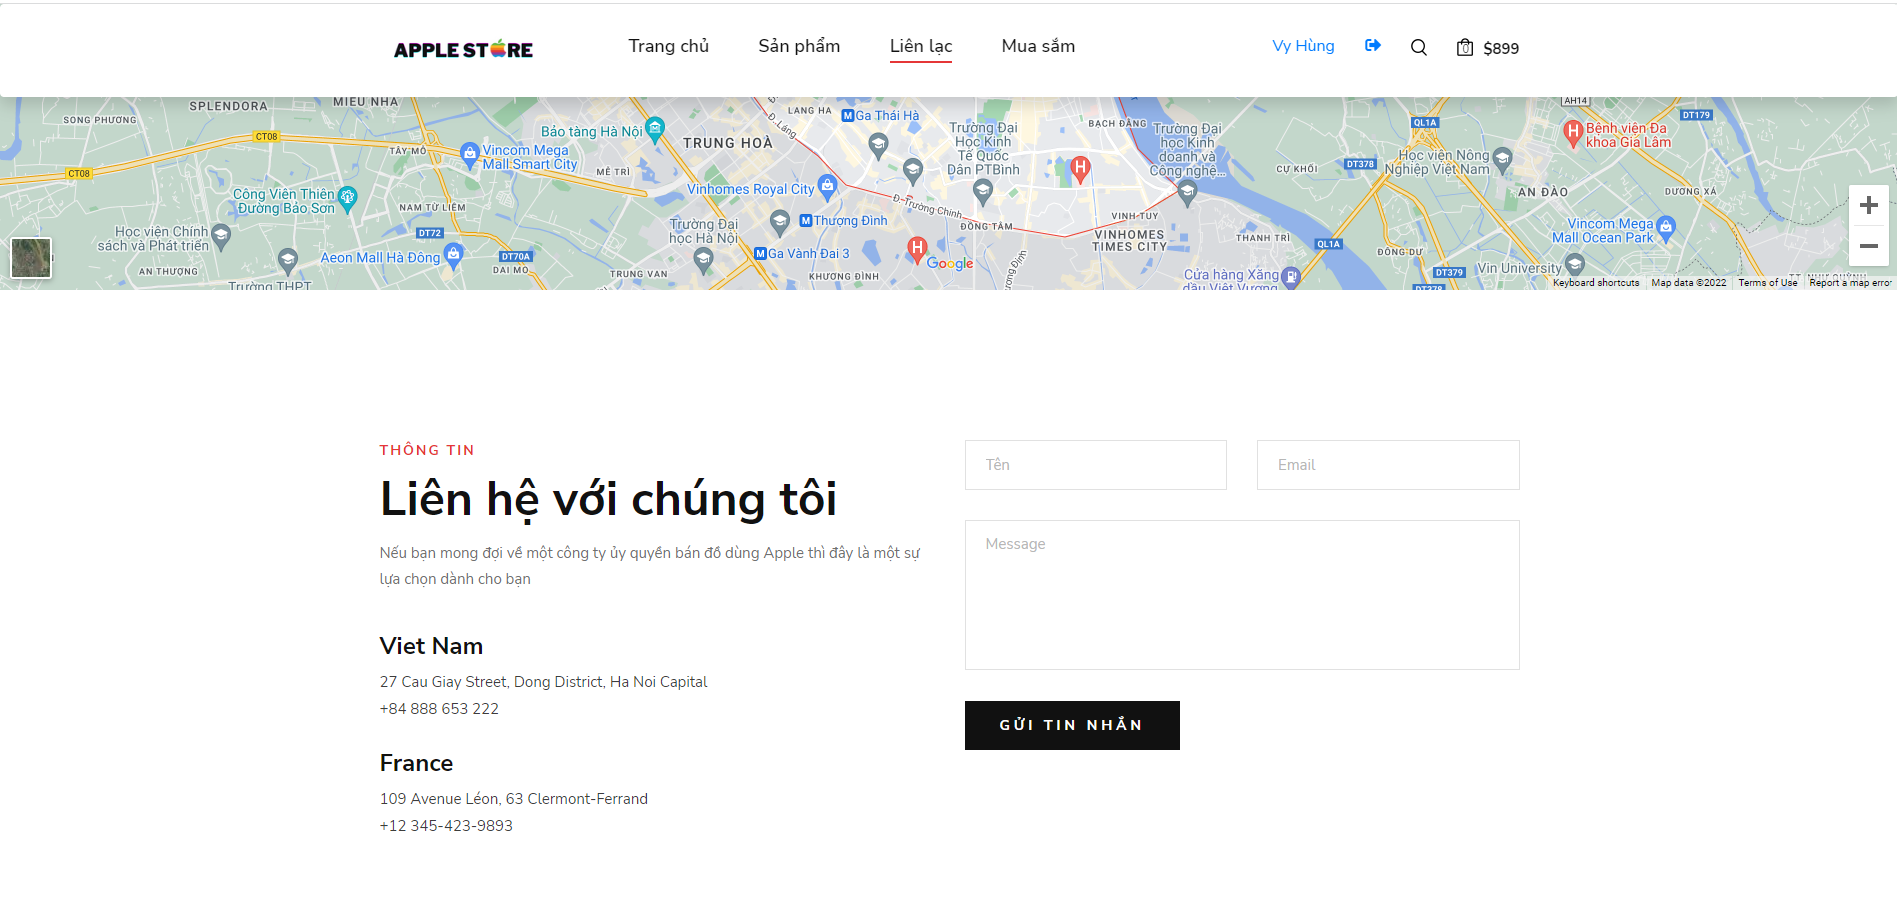 APPLE STORE
Trang chủ
Sản phẩm
Liên lạc
Mua sắm
Vy Hùng
0
$899
SPLENDORA
MIEU NHA
SONG PHƯƠNG
CT08
CT08
TÂY MỖ
Vincom Mega
Mall Smart City
Bảo tàng Hà Nội
TRUNG HOÀ
MỄ TRÌ
LANG HA
Đ. Láng
Ga Thái Hà
Trường Đại
học Kinh
Tế Quốc
Dân PTBinh
BẠCH ĐẰNG
Trường Đại
học Kinh
doanh và
Công nghệ...
AH14
QL1A
DT179
Bệnh viện Đa
khoa Gia Lâm
CỰ KHỐI
DT378
Học viện Nông
Nghiệp Việt Nam
AN ĐÀO
DƯƠNG XÁ
Công Viên Thiên
Đường Bảo Sơn
NAM TỪ LIÊM
Vinhomes Royal City
Đ. Trường Chinh
Thượng Đình
Trường Đại
học Hà Nội
ĐỒNG TÂM
VINH TUY
VINHOMES
TIMES CITY
THANH TRÌ
QL1A
ĐÔNG DƯ
Vincom Mega
Mall Ocean Park
Học viện Chính
sách và Phát triển
AN THƯỢNG
DT72
Aeon Mall Hà Đông
DT70A
DAI MO
Ga Vành Đai 3
TRUNG VAN
KHƯƠNG ĐÌNH
Google
Cửa hàng Xăng
dầu Việt Vương
DT379
DT378
Vin University
Trường THPT
Keyboard shortcuts
Map data ©2022
Terms of Use
Report a map error
THÔNG TIN
Liên hệ với chúng tôi
Nếu bạn mong đợi về một công ty ủy quyền bán đồ dùng Apple thì đây là một sự
lựa chọn dành cho bạn
Viet Nam
27 Cau Giay Street, Dong District, Ha Noi Capital
+84 888 653 222
France
109 Avenue Léon, 63 Clermont-Ferrand
+12 345-423-9893
Tên
Email
Message
GỬI TIN NHẮN